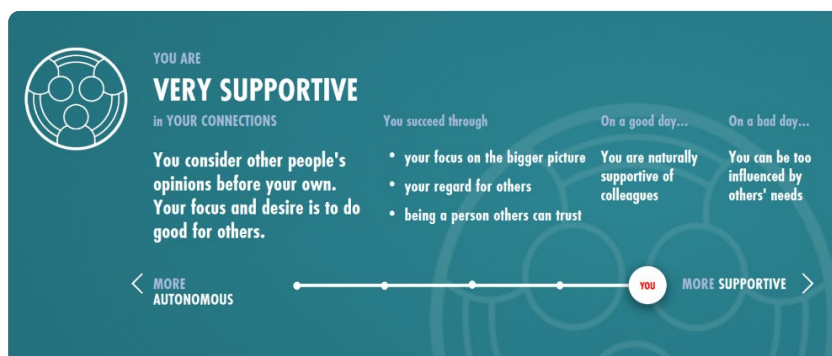 YOU ARE
VERY SUPPORTIVE
in YOUR CONNECTIONS
You consider other people's
opinions before your own.
Your focus and desire is to do
good for others.
You succeed through
• your focus on the bigger picture
• your regard for others
• being a person others can trust
On a good day...
You are naturally
supportive of
colleagues
On a bad day...
You can be too
influenced by
others' needs
MORE
AUTONOMOUS
YOU
MORE SUPPORTIVE